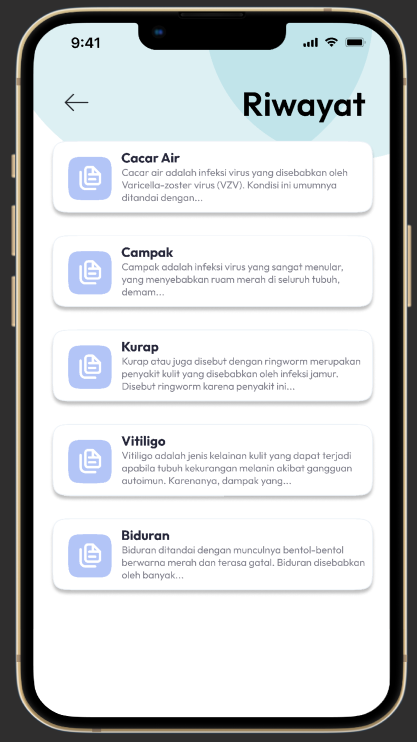 9:41
Riwayat
Cacar Air
Cacar air adalah infeksi virus yang disebabkan oleh
Varicella-zoster virus (VZV). Kondisi ini umumnya
ditandai dengan...
Campak
Campak adalah infeksi virus yang sangat menular,
yang menyebabkan ruam merah di seluruh tubuh,
demam...
Kurap
Kurap atau juga disebut dengan ringworm merupakan
penyakit kulit yang disebabkan oleh infeksi jamur.
Disebut ringworm karena penyakit ini...
Vitiligo
Vitiligo adalah jenis kelainan kulit yang dapat terjadi
apabila tubuh kekurangan melanin akibat gangguan
autoimun. Karenanya, dampak yang...
Biduran
Biduran ditandai dengan munculnya bentol-bentol
berwarna merah dan terasa gatal. Biduran disebabkan
oleh banyak...